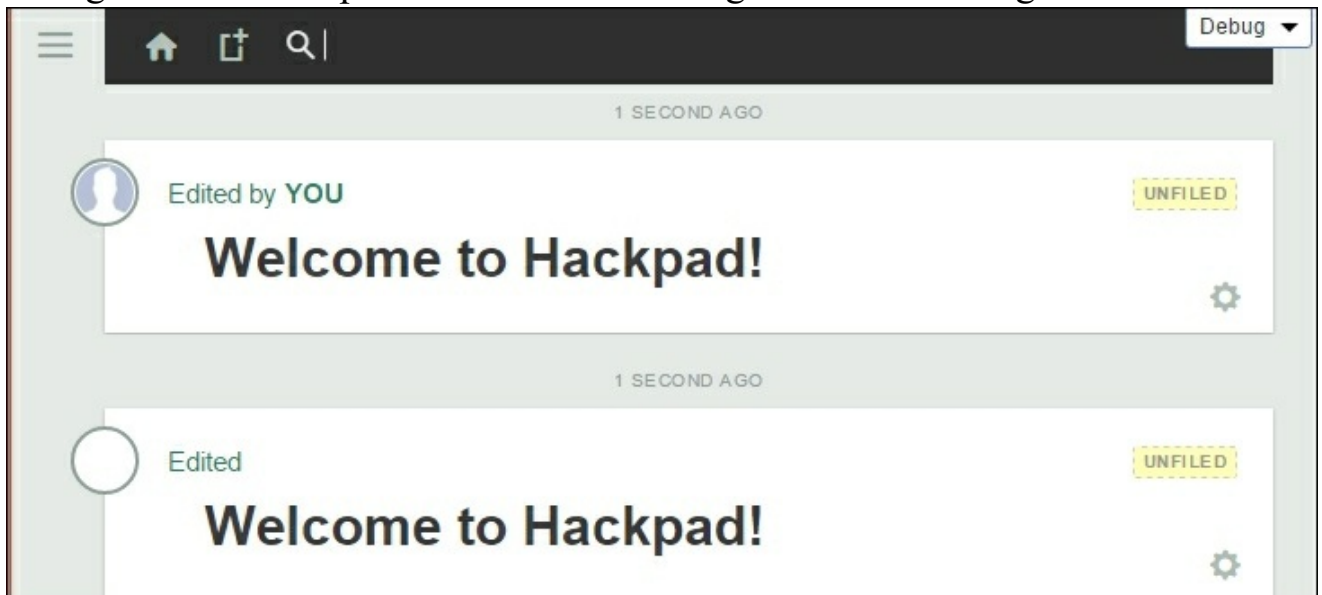 Debug
1 SECOND AGO
Edited by YOU
UNFILED
Welcome to Hackpad!
1 SECOND AGO
Edited
UNFILED
Welcome to Hackpad!